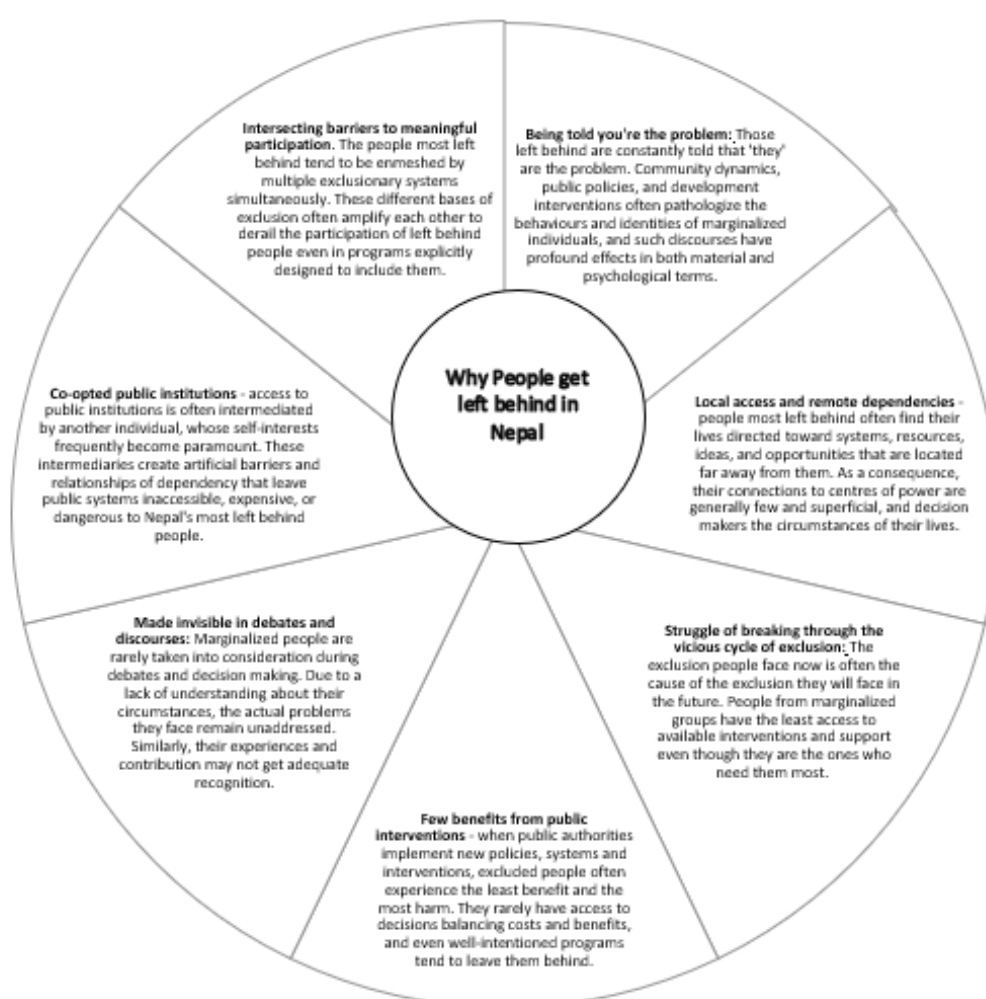 Why People get
left behind in
Nepal
Being told you're the problem: Those
left behind are constantly told that 'they'
are the problem. Community dynamics,
public policies, and development
interventions often pathologize the
behaviours and identities of marginalized
individuals, and such discourses have
profound effects in both material and
psychological terms.
Local access and remote dependencies -
people most left behind often find their
lives directed toward systems, resources,
ideas, and opportunities that are located
far away from them. As a consequence,
their connections to centres of power are
generally few and superficial, and decision
makers the circumstances of their lives.
Struggle of breaking through the
vicious cycle of exclusion: The
exclusion people face now is often the
cause of the exclusion they will face in
the future. People from marginalized
groups have the least access to
available interventions and support
even though they are the ones who
need them most.
Few benefits from public
interventions - when public authorities
implement new policies, systems and
interventions, excluded people often
experience the least benefit and the
most harm. They rarely have access to
decisions balancing costs and benefits,
and even well-intentioned programs
tend to leave them behind.
Made invisible in debates and
discourses: Marginalized people are
rarely taken into consideration during
debates and decision making. Due to a
lack of understanding about their
circumstances, the actual problems
they face remain unaddressed.
Similarly, their experiences and
contribution may not get adequate
recognition.
Co-opted public institutions - access to
public institutions is often intermediated
by another individual, whose self-interests
frequently become paramount. These
intermediaries create artificial barriers and
relationships of dependency that leave
public systems inaccessible, expensive, or
dangerous to Nepal's most left behind
people.
Intersecting barriers to meaningful
participation. The people most left
behind tend to be enmeshed by
multiple exclusionary systems
simultaneously. These different bases of
exclusion often amplify each other to
derail the participation of left behind
people even in programs explicitly
designed to include them.